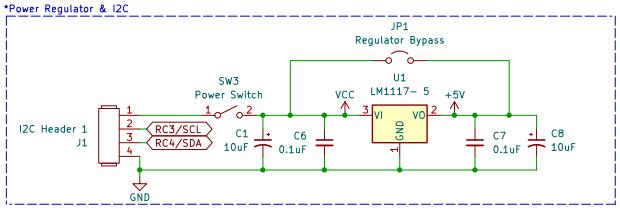 *Power Regulator & I2C
JP1
Regulator Bypass
SW3
Power Switch
U1
LM1117- 5
VCC
+5V
1
2
3
VI
VO
2
I2C Header 1
J1
1
2
3
4
RC3/SCL
RC4/SDA
C1
10uF
+
C6
0.1uF
GND
1
C7
0.1uF
+
C8
10uF
GND